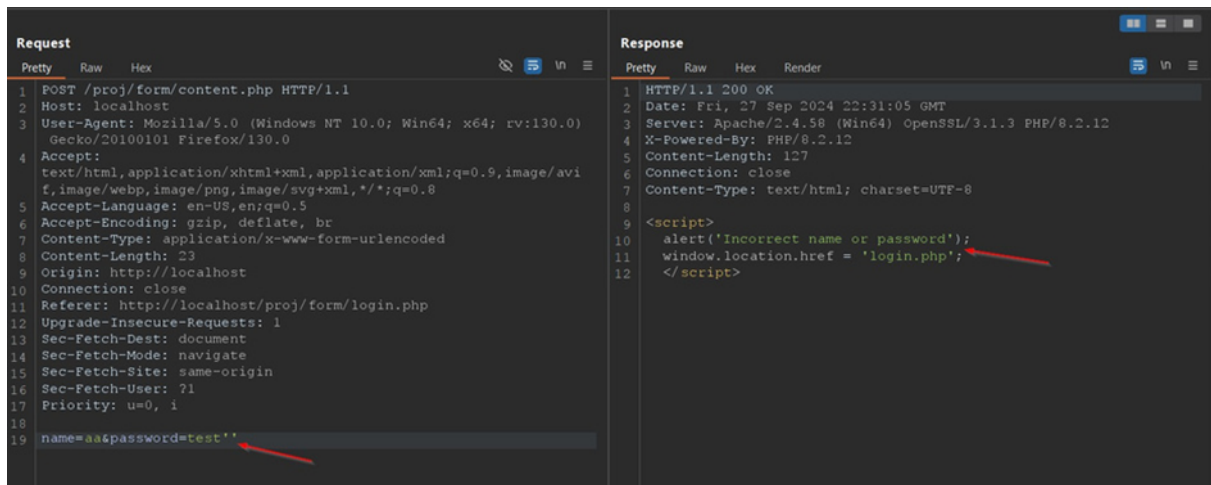 Request
Pretty Raw Hex
\n
1 POST /proj/form/content.php HTTP/1.1
2 Host: localhost
3 User-Agent: Mozilla/5.0 (Windows NT 10.0; Win64; x64; rv:130.0)
Gecko/20100101 Firefox/130.0
4 Accept:
text/html,application/xhtml+xml,application/xml;q=0.9,image/avi
f,image/webp,image/png,image/svg+xml,*/*;q=0.8
5 Accept-Language: en-US,en;q=0.5
6 Accept-Encoding: gzip, deflate, br
7 Content-Type: application/x-www-form-urlencoded
8 Content-Length: 23
9 Origin: http://localhost
10 Connection: close
11 Referer: http://localhost/proj/form/login.php
12 Upgrade-Insecure-Requests: 1
13 Sec-Fetch-Dest: document
14 Sec-Fetch-Mode: navigate
15 Sec-Fetch-Site: same-origin
16 Sec-Fetch-User: ?1
17 Priority: u=0, i
18
19 name=aa&password=test''
Response
Pretty Raw Hex Render
\n
1 HTTP/1.1 200 OK
2 Date: Fri, 27 Sep 2024 22:31:05 GMT
3 Server: Apache/2.4.58 (Win64) OpenSSL/3.1.3 PHP/8.2.12
4 X-Powered-By: PHP/8.2.12
5 Content-Length: 127
6 Connection: close
7 Content-Type: text/html; charset=UTF-8
8
9 <script>
10 alert('Incorrect name or password');
11 window.location.href = 'login.php';
12 </script>